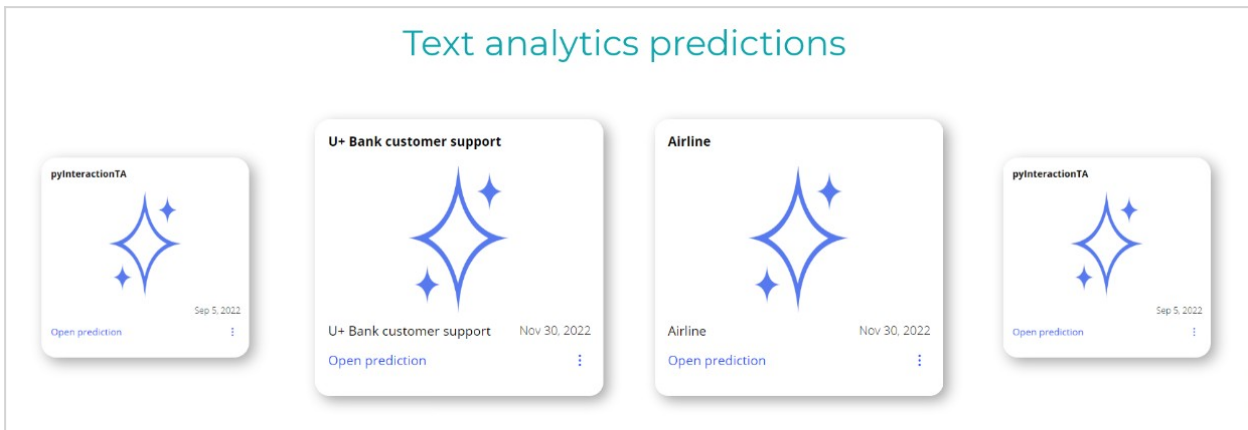 Text analytics predictions
pyInteractionTA
Sep 5, 2022
Open prediction
U+ Bank customer support
U+ Bank customer support Nov 30, 2022
Open prediction
Airline
Airline Nov 30, 2022
Open prediction
pyInteractionTA
Sep 5, 2022
Open prediction